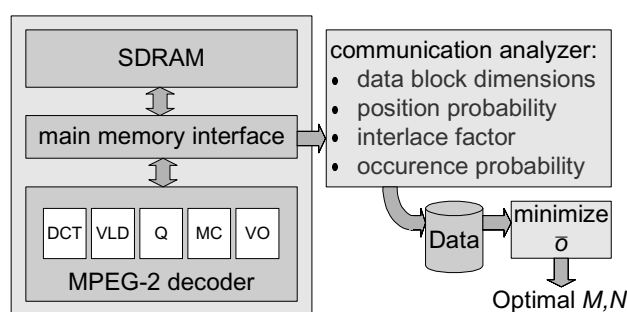 SDRAM
main memory interface
DCT VLD Q MC VO
MPEG-2 decoder
communication analyzer:
• data block dimensions
• position probability
• interlace factor
• occurence probability
Data
minimize
o̅
Optimal M,N